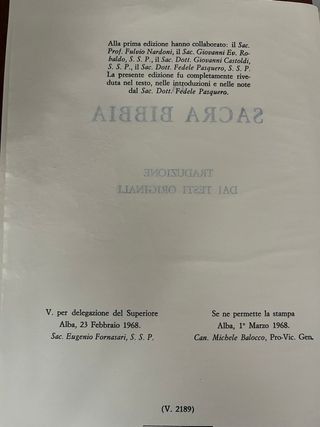 Alla prima edizione hanno collaborato: il Sac.
Prof. Fulvio Nardoni, il Sac. Giovanni Ev. Ro-
baldo, S. S. P., il Sac. Dott. Giovanni Castoldi,
S. S. P., il Sac. Dott. Fedele Pasquero, S. S. P.
La presente edizione fu completamente rive-
duta nel testo, nelle introduzioni e nelle note
dal Sac. Dott. Fedele Pasquero.
SACRA BIBBIA
TRADUZIONE
DAI TESTI ORIGINALI
V. per delegazione del Superiore
Alba, 23 Febbraio 1968.
Sac. Eugenio Fornasari, S. S. P.
Se ne permette la stampa
Alba, 1° Marzo 1968.
Can. Michele Balocco, Pro-Vic. Gen.
(V. 2189)